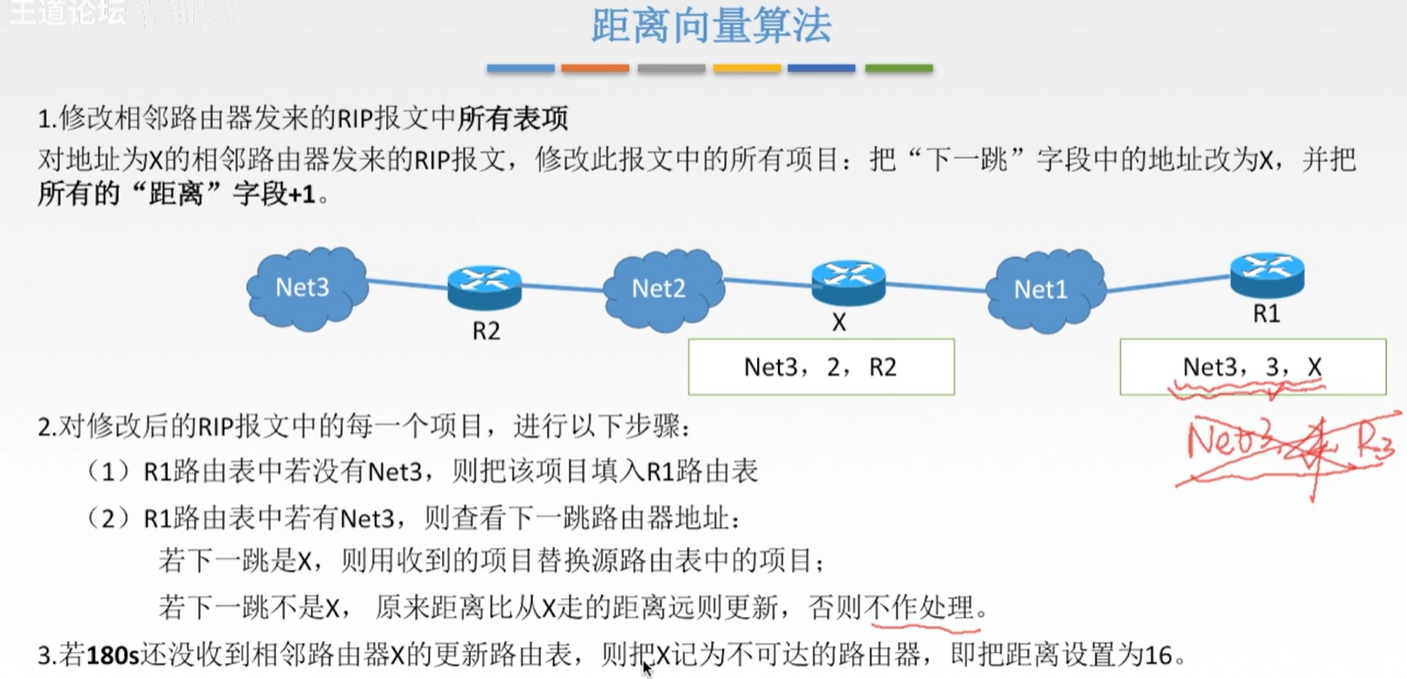 王道论坛
距离向量算法
1.修改相邻路由器发来的RIP报文中所有表项
对地址为X的相邻路由器发来的RIP报文，修改此报文中的所有项目：把“下一跳”字段中的地址改为X，并把
所有的“距离”字段+1。
Net3
Net2
Net1
R2
X
R1
Net3，2，R2
Net3，3，X
Net3
R3
2.对修改后的RIP报文中的每一个项目，进行以下步骤：
（1）R1路由表中若没有Net3，则把该项目填入R1路由表
（2）R1路由表中若有Net3，则查看下一跳路由器地址：
若下一跳是X，则用收到的项目替换源路由表中的项目；
若下一跳不是X， 原来距离比从X走的距离远则更新，否则不作处理。
3.若180s还没收到相邻路由器X的更新路由表，则把X记为不可达的路由器，即把距离设置为16。